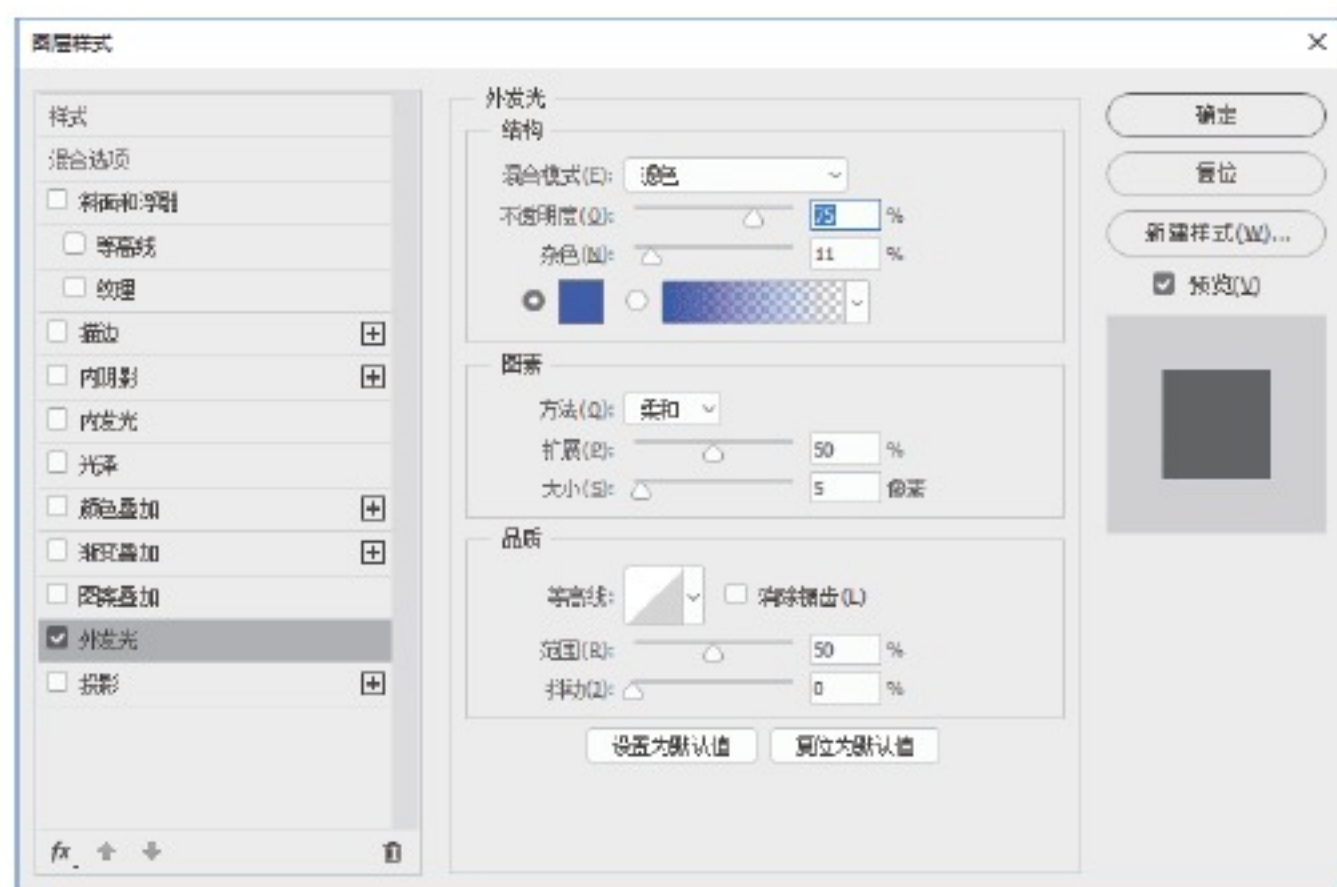 图层样式
样式
混合选项
斜面和浮雕
等高线
纹理
描边
内阴影
内发光
光泽
颜色叠加
渐变叠加
图案叠加
外发光
投影
fx
外发光
结构
混合模式(E): 滤色
不透明度(O): 75 %
杂色(N): 11 %
图素
方法(Q): 柔和
扩展(P): 50 %
大小(S): 5 像素
品质
等高线: 消除锯齿(L)
范围(R): 50 %
抖动(J): 0 %
设置为默认值 复位为默认值
确定
复位
新建样式(W)...
预览(V)